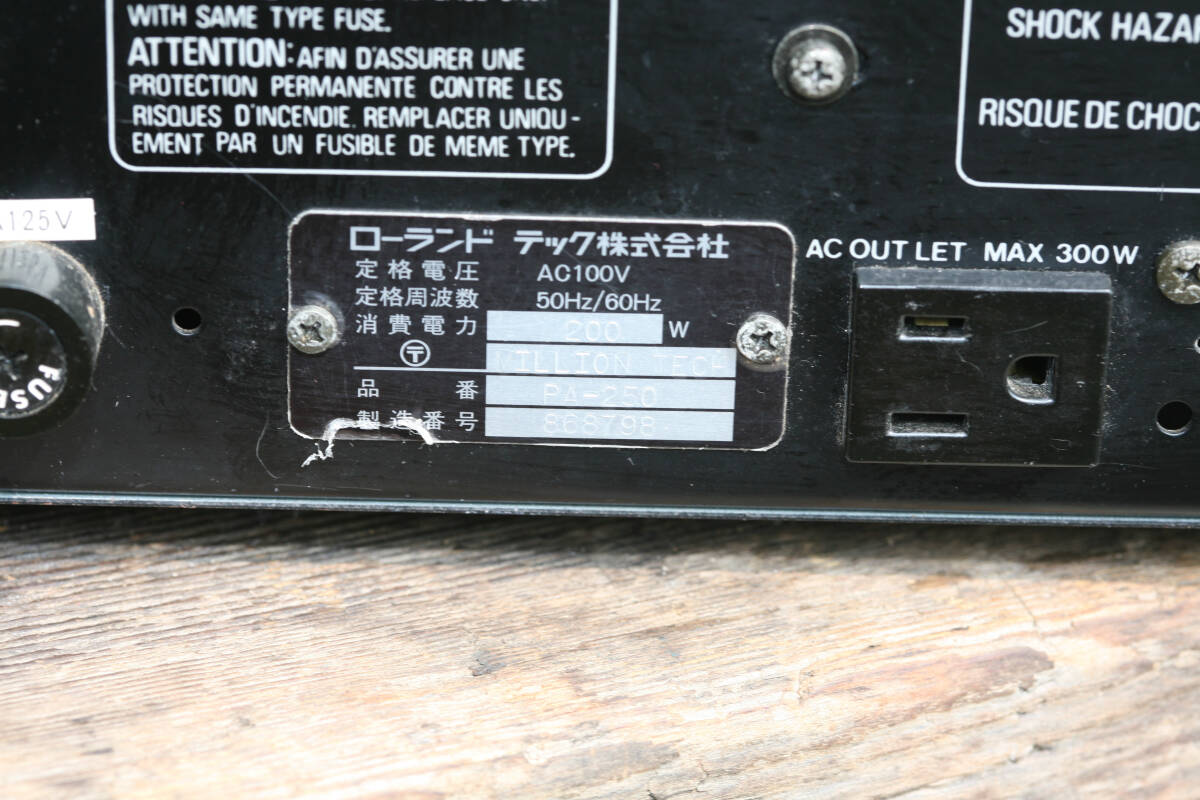 WITH SAME TYPE FUSE.
ATTENTION: AFIN D'ASSURER UNE
PROTECTION PERMANENTE CONTRE LES
RISQUES D'INCENDIE. REMPLACER UNIQU-
EMENT PAR UN FUSIBLE DE MEME TYPE.
SHOCK HAZAR
RISQUE DE CHOC
125V
FUSE
ローランド テック株式会社
定格電圧 AC100V
定格周波数 50Hz/60Hz
消費電力 200 W
〒 MILLION TECH
品番 PA-250
製造番号 868798
AC OUT LET MAX 300W